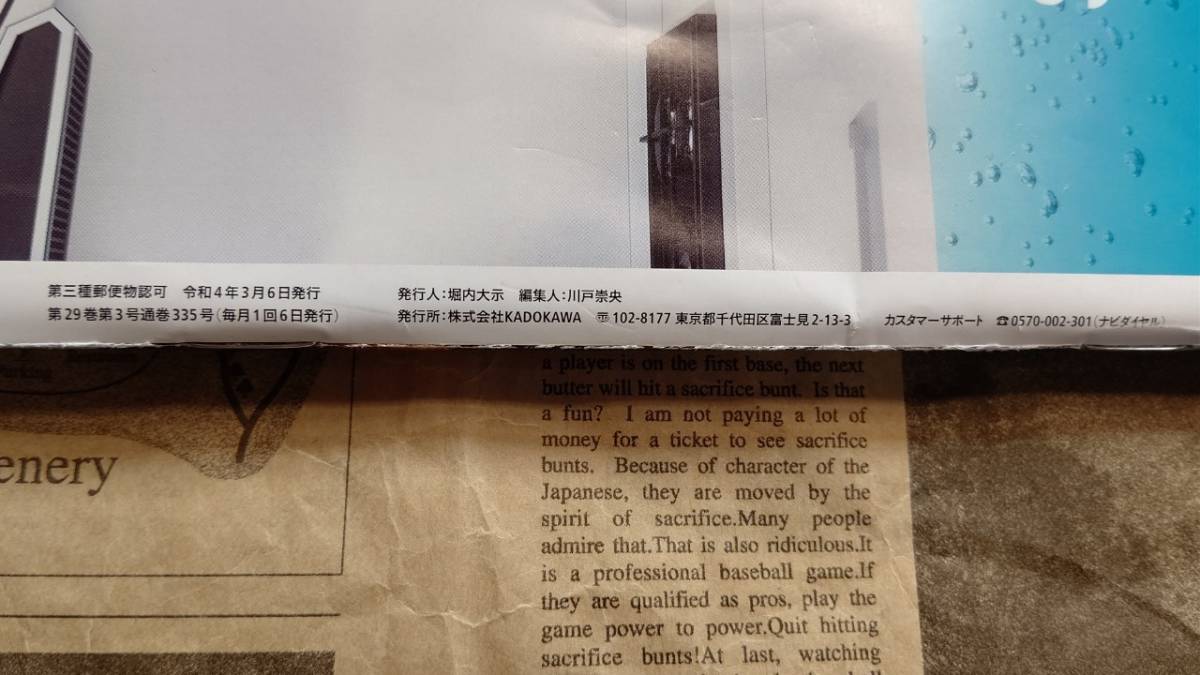 第三種郵便物認可　令和4年3月6日発行
第29巻第3号通巻335号（毎月1回6日発行）
発行人：堀内大示　編集人：川戸崇央
発行所：株式会社KADOKAWA　〒102-8177 東京都千代田区富士見2-13-3　カスタマーサポート　☎0570-002-301（ナビダイヤル）
Parking
enery
a player is on the first base, the next
butter will hit a sacrifice bunt. Is that
a fun? I am not paying a lot of
money for a ticket to see sacrifice
bunts. Because of character of the
Japanese, they are moved by the
spirit of sacrifice.Many people
admire that.That is also ridiculous.It
is a professional baseball game.If
they are qualified as pros, play the
game power to power.Quit hitting
sacrifice bunts!At last, watching